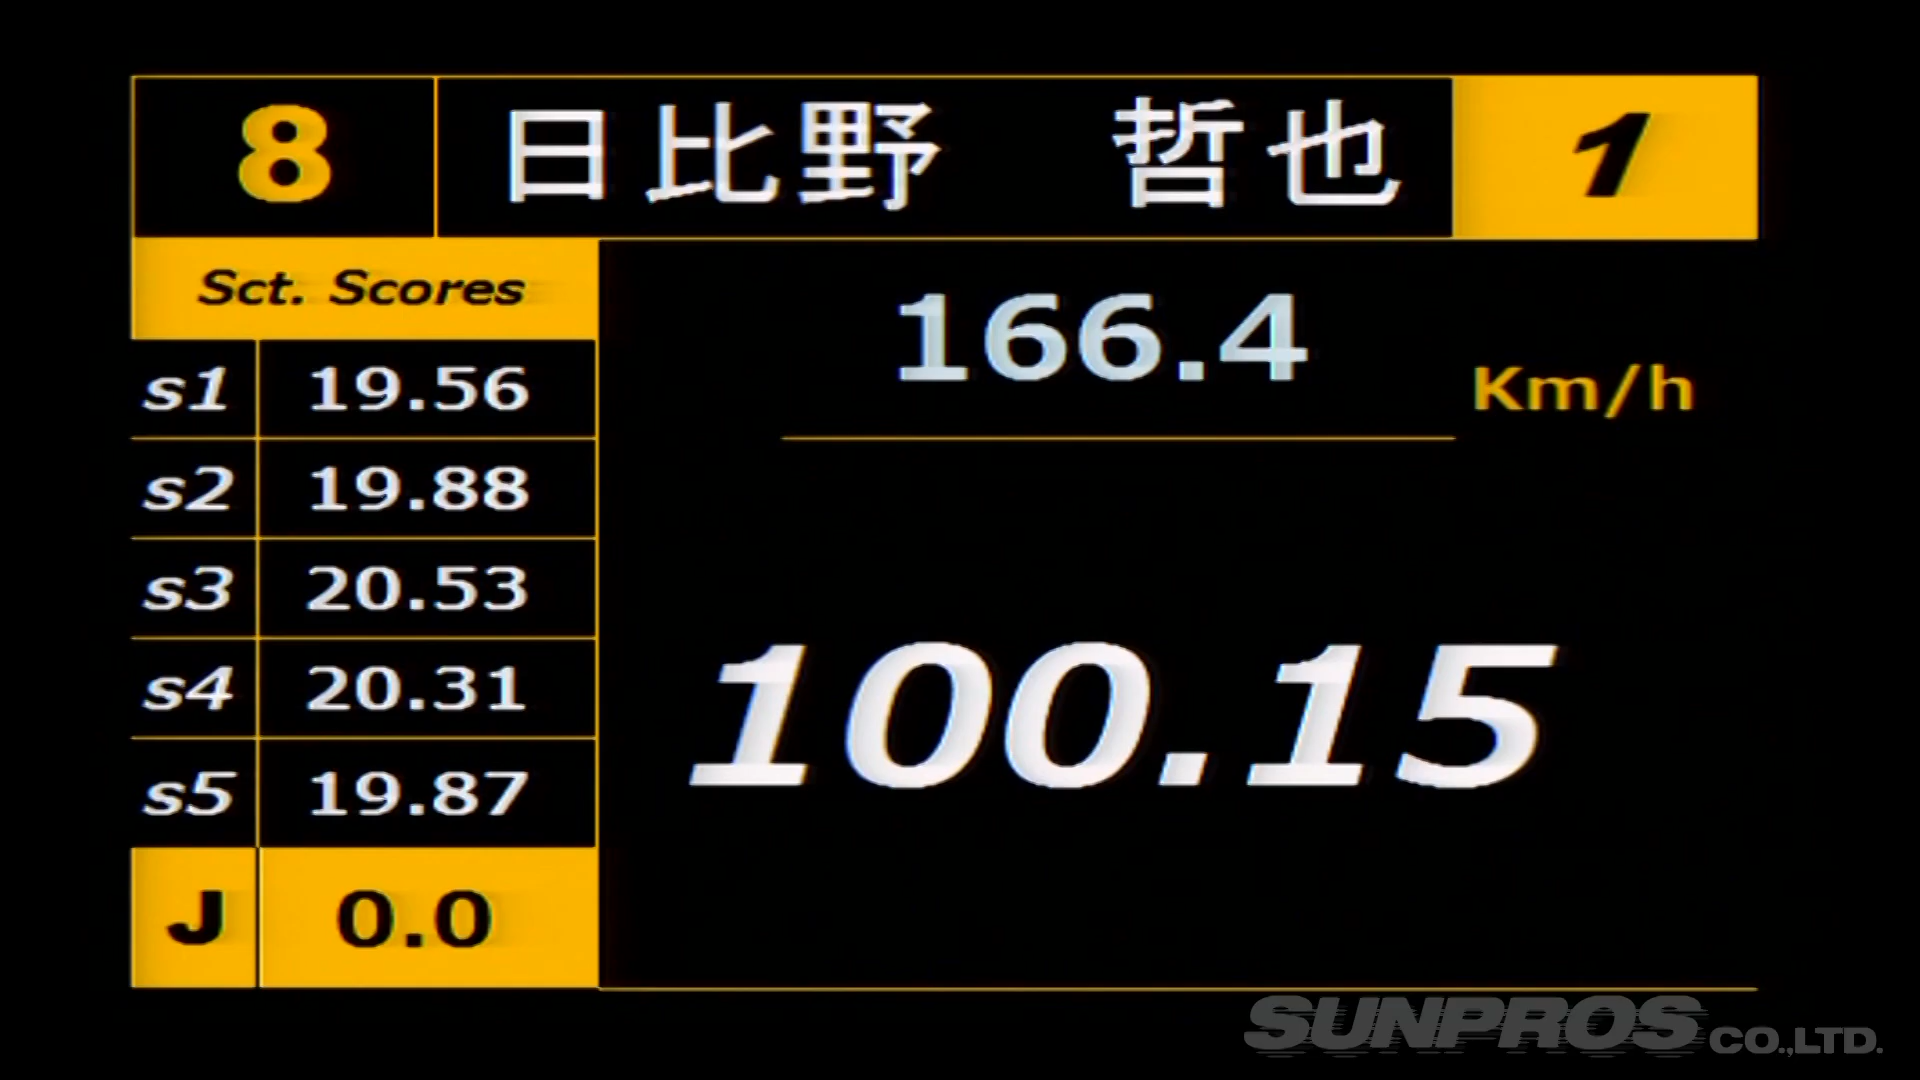 8 日比野 哲也 1
Sct. Scores
166.4 Km/h
s1 19.56
s2 19.88
s3 20.53
s4 20.31
s5 19.87
100.15
J 0.0
SUNPROS CO.,LTD.